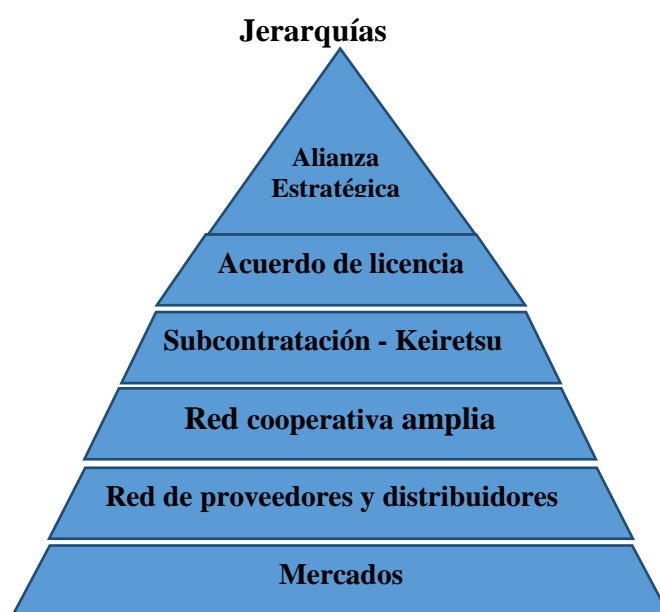 Jerarquías
Alianza
Estratégica
Acuerdo de licencia
Subcontratación - Keiretsu
Red cooperativa amplia
Red de proveedores y distribuidores
Mercados